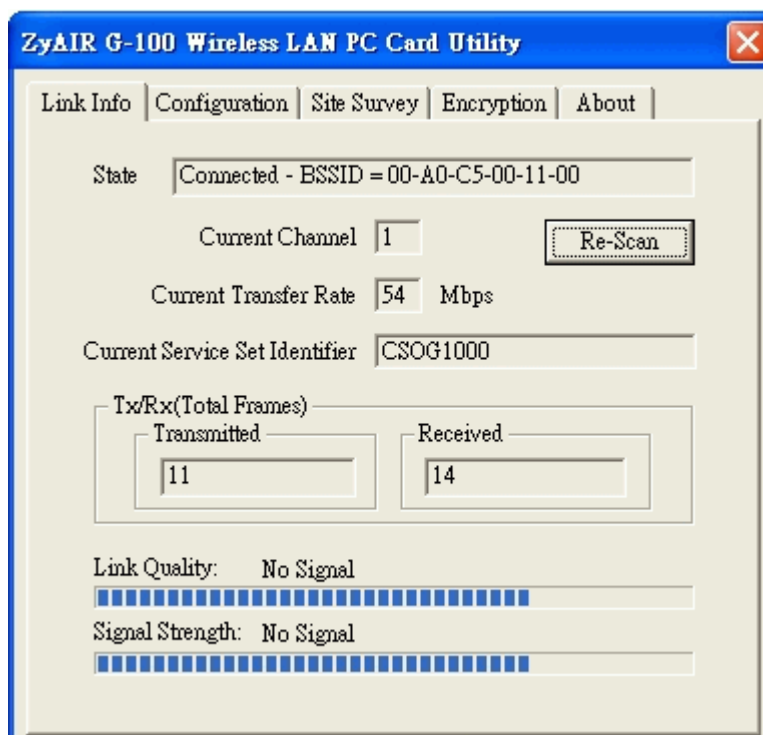 ZyAIR G-100 Wireless LAN PC Card Utility
Link Info Configuration Site Survey Encryption About
State Connected - BSSID = 00-A0-C5-00-11-00
Current Channel 1 Re-Scan
Current Transfer Rate 54 Mbps
Current Service Set Identifier CSOG1000
Tx/Rx(Total Frames)
Transmitted Received
11 14
Link Quality: No Signal
Signal Strength: No Signal